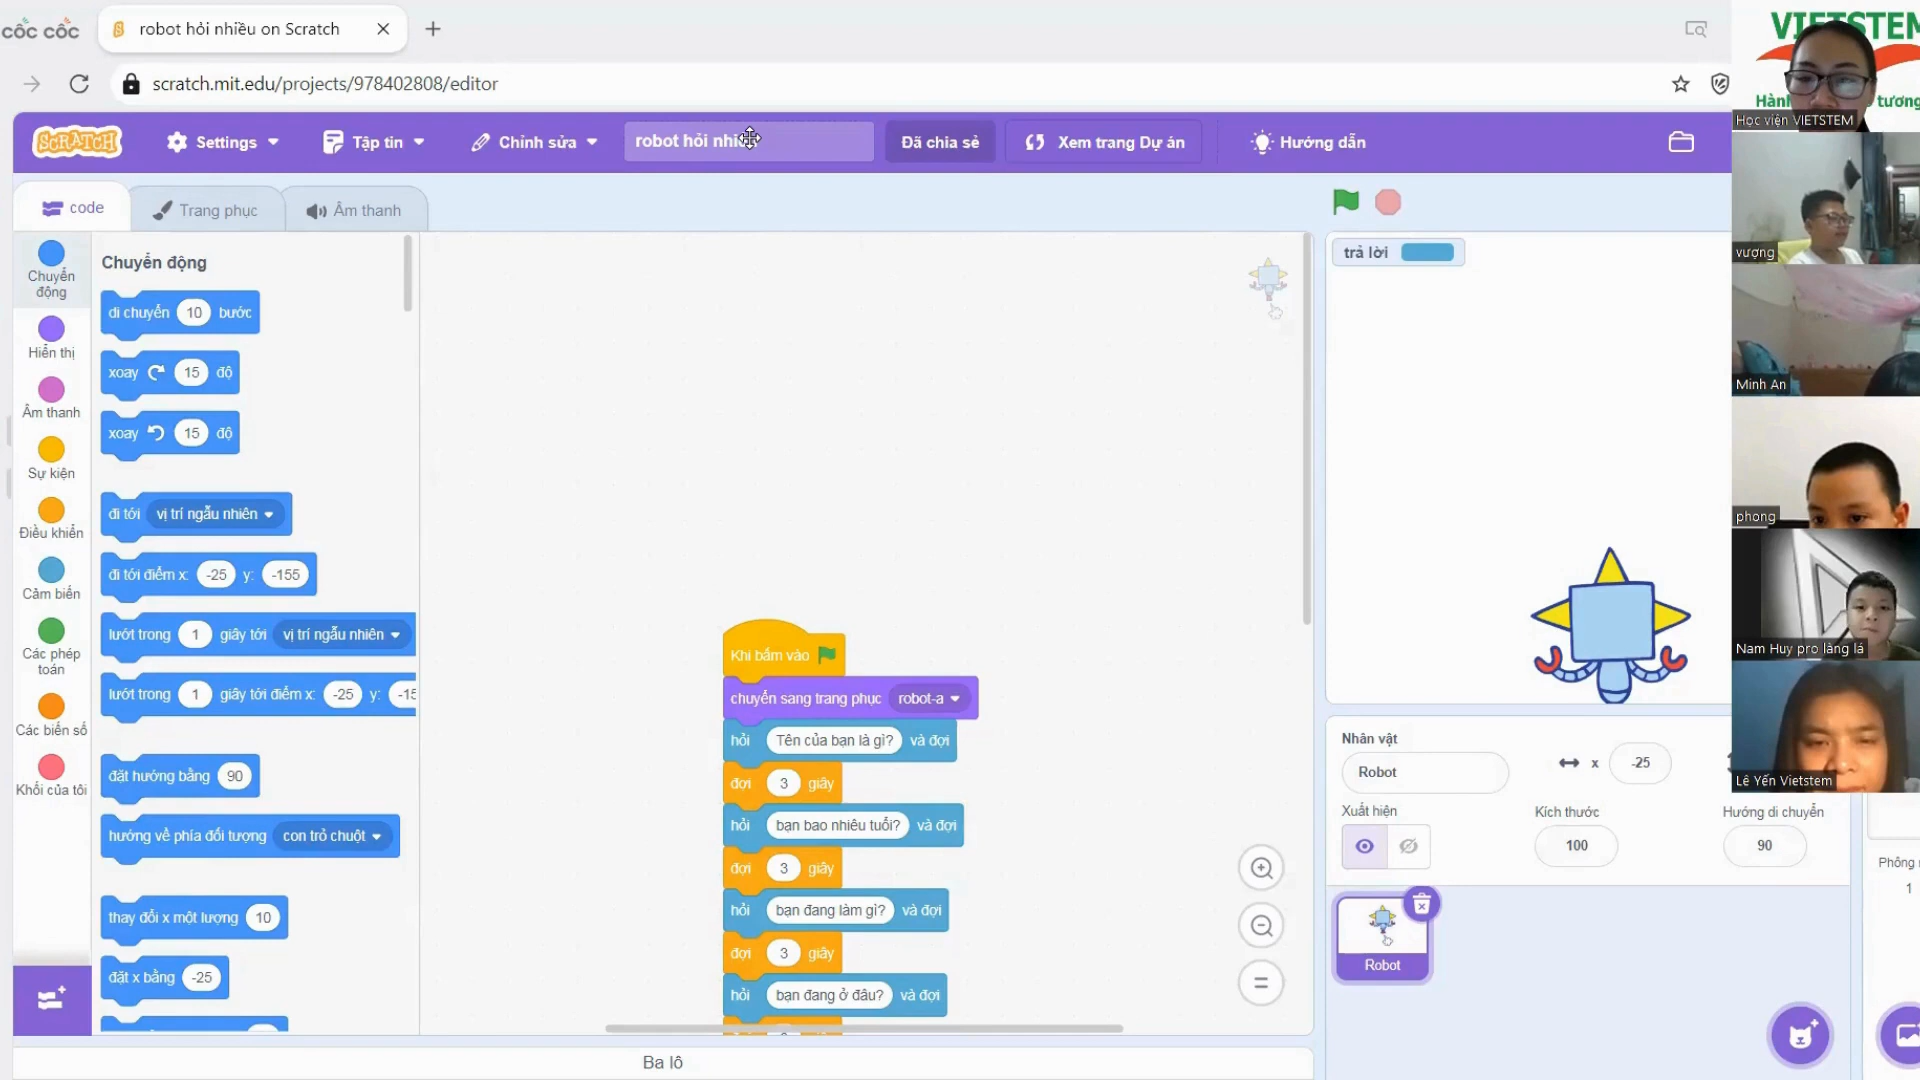 cốc cốc
robot hỏi nhiều on Scratch
scratch.mit.edu/projects/978402808/editor
SCRATCH
Settings
Tập tin
Chỉnh sửa
robot hỏi
Đã chia sẻ
Xem trang Dự án
Hướng dẫn
code
Trang phục
Âm thanh
Chuyển động
Hiển thị
Âm thanh
Sự kiện
Điều khiển
Cảm biến
Các phép toán
Các biến số
Khối của tôi
Chuyển động
di chuyển 10 bước
xoay 15 độ
xoay 15 độ
đi tới vị trí ngẫu nhiên
đi tới điểm x: -25 y: -155
lướt trong 1 giây tới vị trí ngẫu nhiên
lướt trong 1 giây tới điểm x: -25 y: -15
đặt hướng bằng 90
hướng về phía đối tượng con trỏ chuột
thay đổi x một lượng 10
đặt x bằng -25
Khi bấm vào
chuyển sang trang phục robot-a
hỏi Tên của bạn là gì? và đợi
đợi 3 giây
hỏi bạn bao nhiêu tuổi? và đợi
đợi 3 giây
hỏi bạn đang làm gì? và đợi
đợi 3 giây
hỏi bạn đang ở đâu? và đợi
Ba lô
trả lời
Nhân vật
Robot
x -25
Xuất hiện
Kích thước
100
Hướng di chuyển
90
Robot
Phông
1
VIETSTEM
Hàn tương
Học viện VIETSTEM
vượng
Minh An
phong
Nam Huy pro làng lá
Lê Yến Vietstem